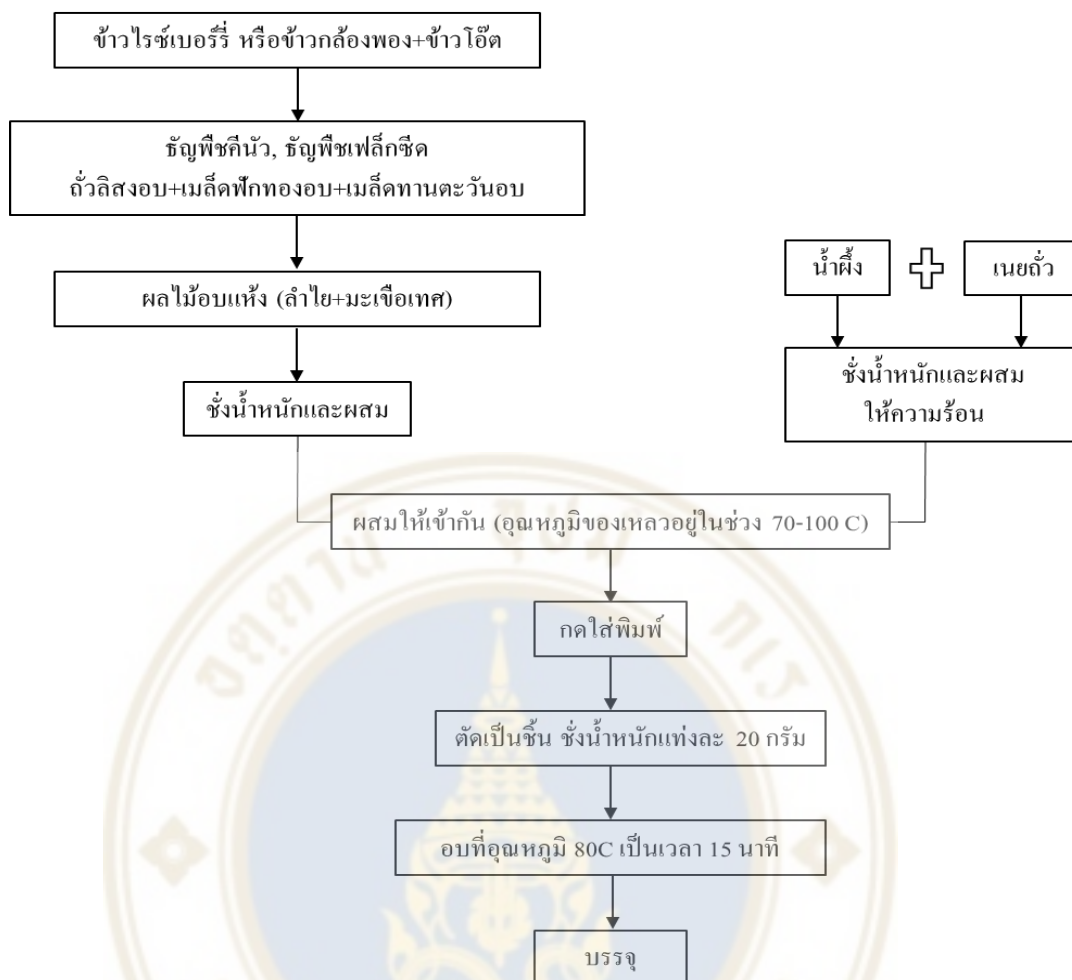 ข้าวไรซ์เบอร์รี่ หรือข้าวกล้องพอง+ข้าวโอ๊ต
ธัญพืชคีนัว, ธัญพืชเฟล็กซีด
ถั่วลิสงอบ+เมล็ดฟักทองอบ+เมล็ดทานตะวันอบ
ผลไม้อบแห้ง (ลำไย+มะเขือเทศ)
ชั่งน้ำหนักและผสม
น้ำผึ้ง
เนยถั่ว
ชั่งน้ำหนักและผสม
ให้ความร้อน
ผสมให้เข้ากัน (อุณหภูมิของเหลวอยู่ในช่วง 70-100 C)
กดใส่พิมพ์
ตัดเป็นชิ้น ชั่งน้ำหนักแท่งละ 20 กรัม
อบที่อุณหภูมิ 80C เป็นเวลา 15 นาที
บรรจุ